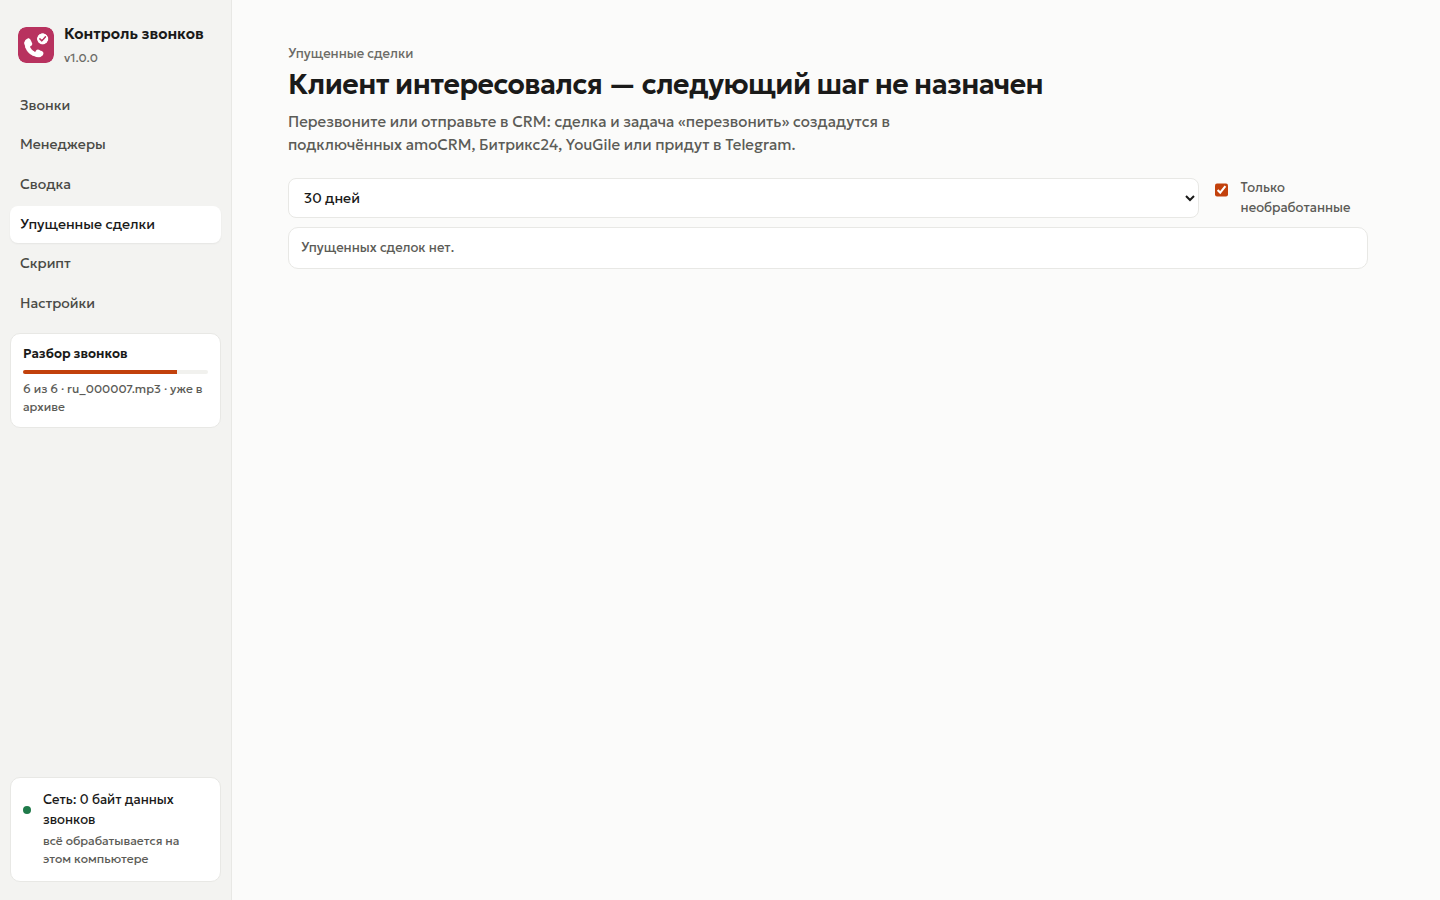 Контроль звонков
v1.0.0
Звонки
Менеджеры
Сводка
Упущенные сделки
Скрипт
Настройки
Разбор звонков
6 из 6 · ru_000007.mp3 · уже в
архиве
Сеть: 0 байт данных
звонков
всё обрабатывается на
этом компьютере
Упущенные сделки
Клиент интересовался — следующий шаг не назначен
Перезвоните или отправьте в CRM: сделка и задача «перезвонить» создадутся в
подключённых amoCRM, Битрикс24, YouGile или придут в Telegram.
30 дней
Только
необработанные
Упущенных сделок нет.